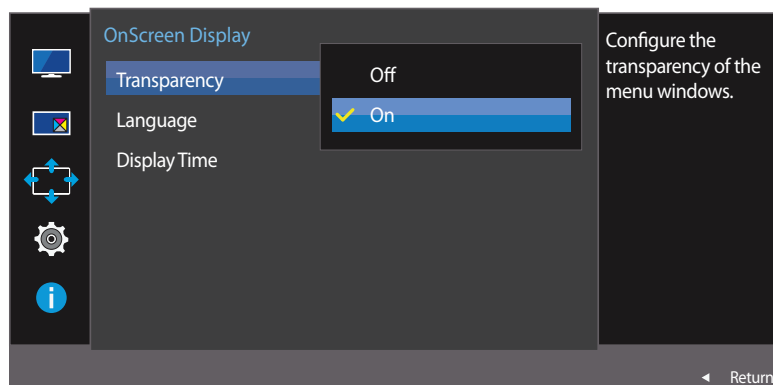 OnScreen Display
Transparency
Language
Display Time
Off
On
Configure the
transparency of the
menu windows.
Return